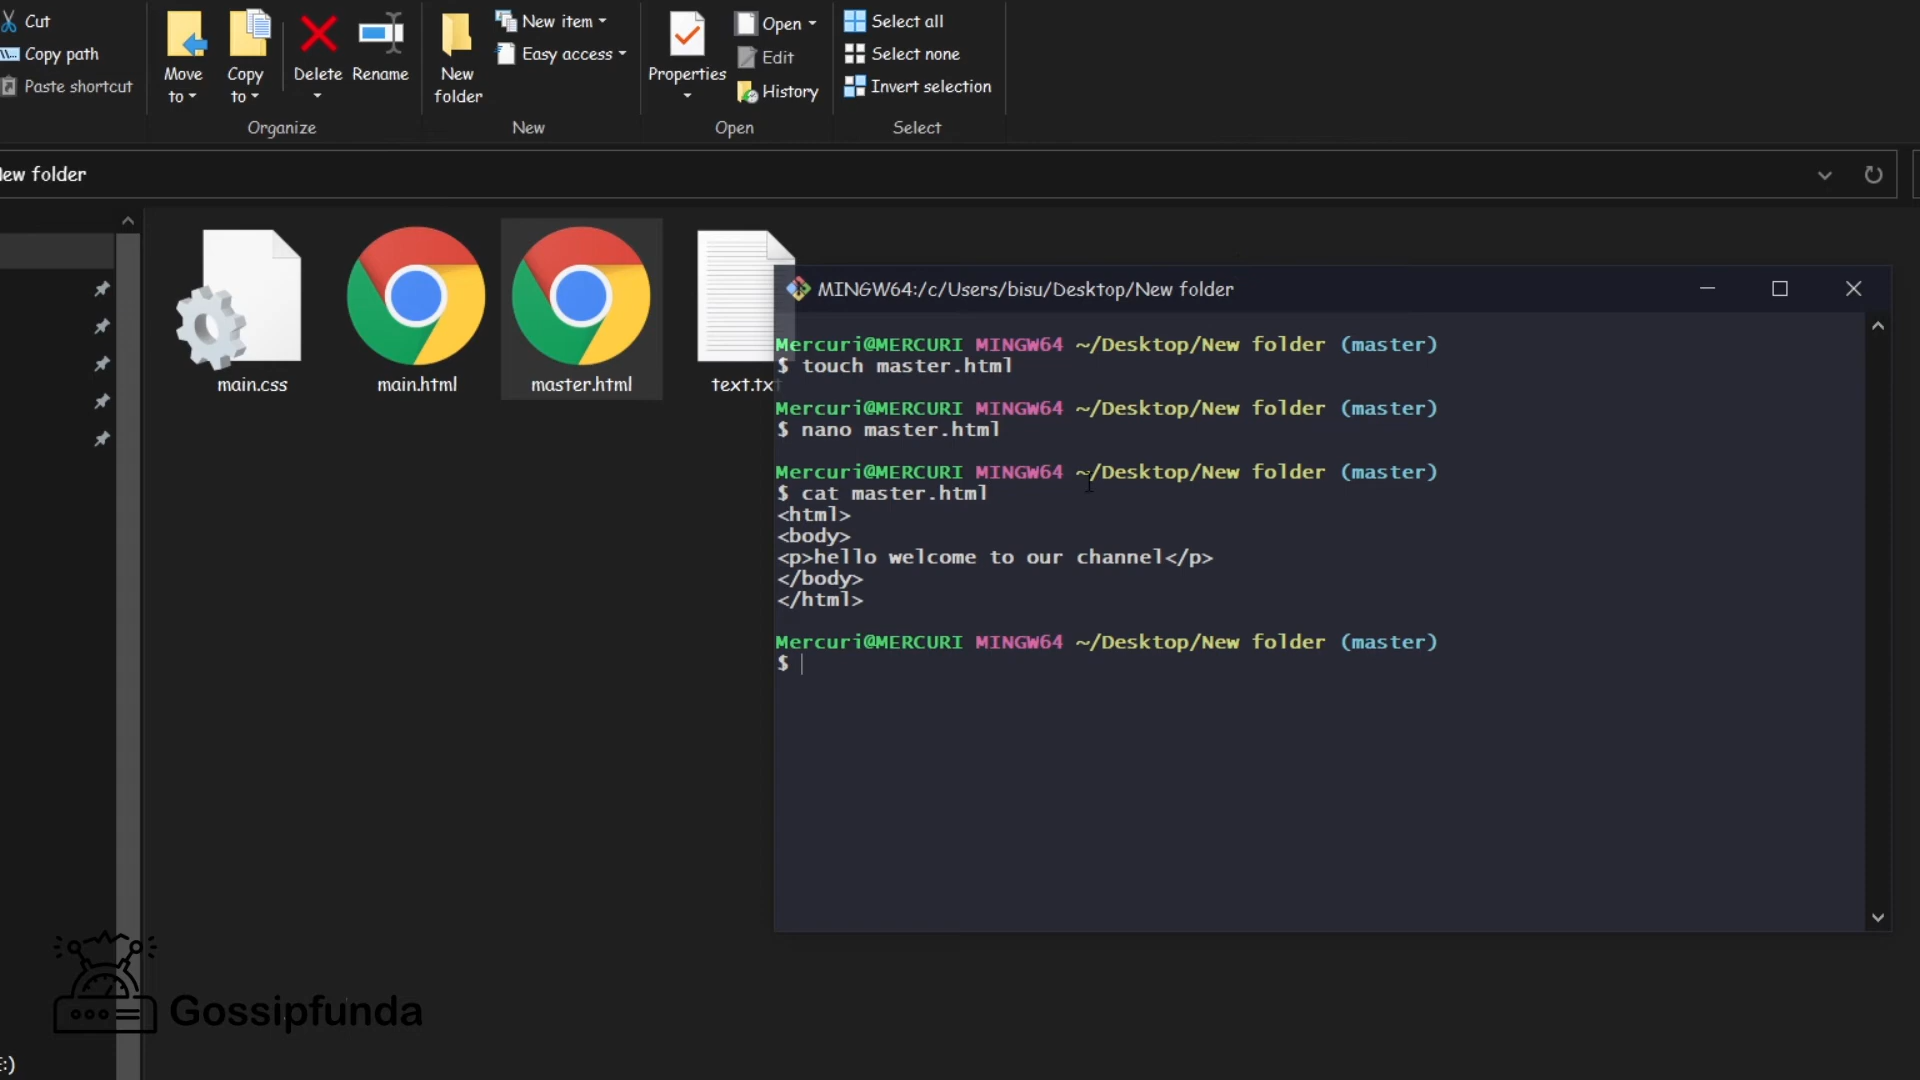 Cut
Copy path
Paste shortcut
Move to
Copy to
Delete
Rename
Organize
New folder
New item
Easy access
New
Properties
Open
Edit
History
Open
Select all
Select none
Invert selection
Select
New folder
main.css
main.html
master.html
text.txt
MINGW64:/c/Users/bisu/Desktop/New folder
Mercuri@MERCURI MINGW64 ~/Desktop/New folder (master)
$ touch master.html
Mercuri@MERCURI MINGW64 ~/Desktop/New folder (master)
$ nano master.html
Mercuri@MERCURI MINGW64 ~/Desktop/New folder (master)
$ cat master.html
<html>
<body>
<p>hello welcome to our channel</p>
</body>
</html>
Mercuri@MERCURI MINGW64 ~/Desktop/New folder (master)
$
Gossipfunda
E:)